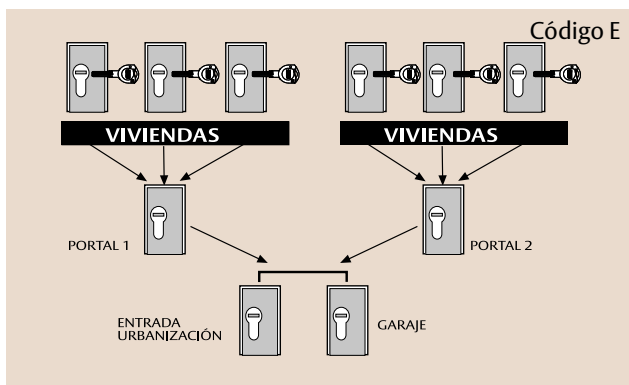 Código E
VIVIENDAS
VIVIENDAS
PORTAL 1
PORTAL 2
ENTRADA
URBANIZACIÓN
GARAJE